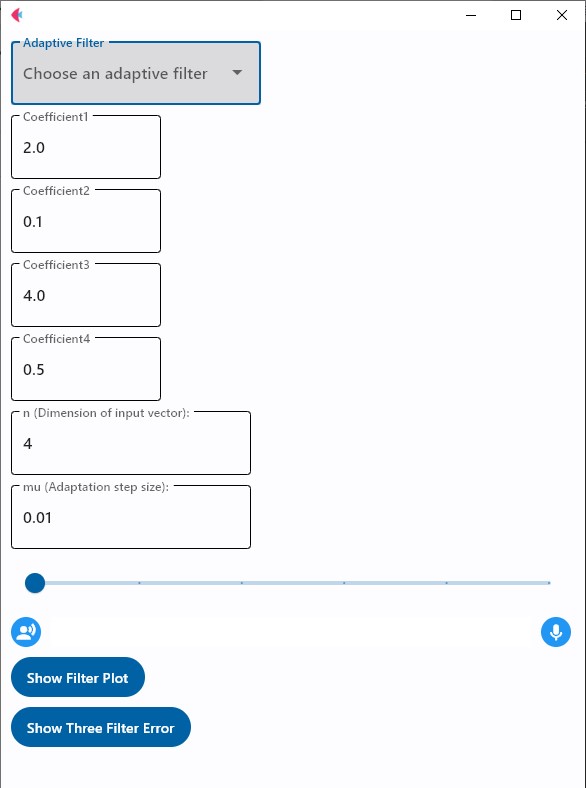 Adaptive Filter
Choose an adaptive filter
Coefficient1
2.0
Coefficient2
0.1
Coefficient3
4.0
Coefficient4
0.5
n (Dimension of input vector):
4
mu (Adaptation step size):
0.01
Show Filter Plot
Show Three Filter Error